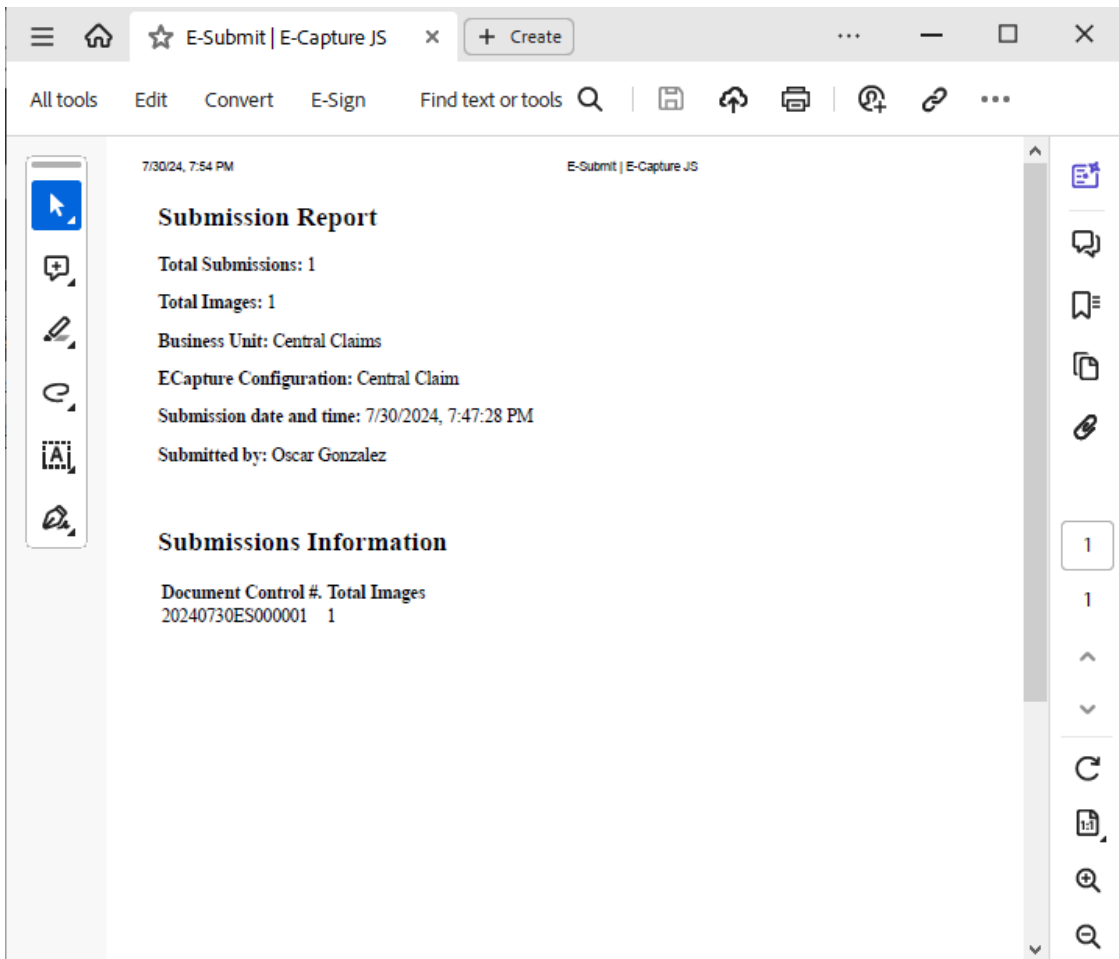 E-Submit | E-Capture JS
+ Create
All tools Edit Convert E-Sign Find text or tools
7/30/24, 7:54 PM E-Submit | E-Capture JS
Submission Report
Total Submissions: 1
Total Images: 1
Business Unit: Central Claims
ECapture Configuration: Central Claim
Submission date and time: 7/30/2024, 7:47:28 PM
Submitted by: Oscar Gonzalez
Submissions Information
Document Control #. Total Images
20240730ES000001 1
1
1
1:1